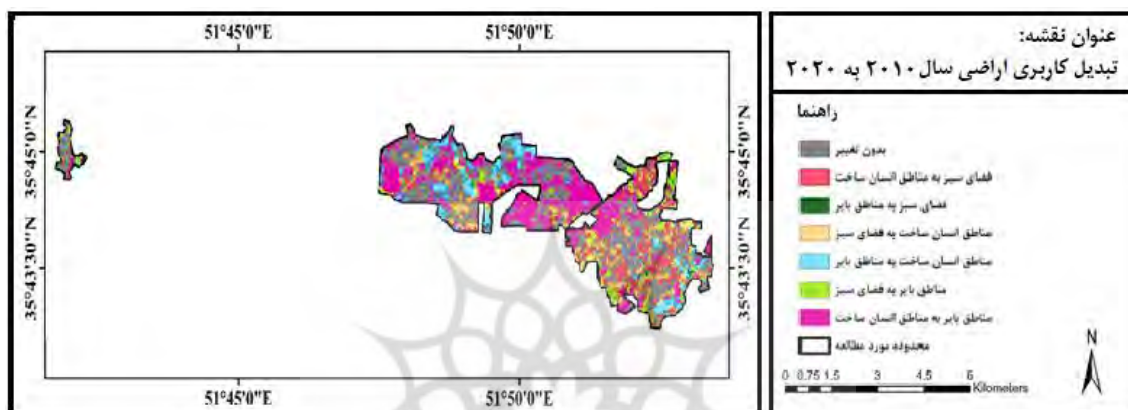 51°45'0"E 51°50'0"E
35°45'0"N 35°45'0"N
35°43'30"N 35°43'30"N
51°45'0"E 51°50'0"E
عنوان نقشه:
تبدیل کاربری اراضی سال ۲۰۱۰ به ۲۰۲۰
راهنما
بدون تغییر
فضای سبز به مناطق انسان ساخت
فضای سبز به مناطق بایر
مناطق انسان ساخت به فضای سبز
مناطق انسان ساخت به مناطق بایر
مناطق بایر به فضای سبز
مناطق بایر به مناطق انسان ساخت
محدوده مورد مطالعه
N
0 0.75 1.5 3 4.5 6
Kilometers